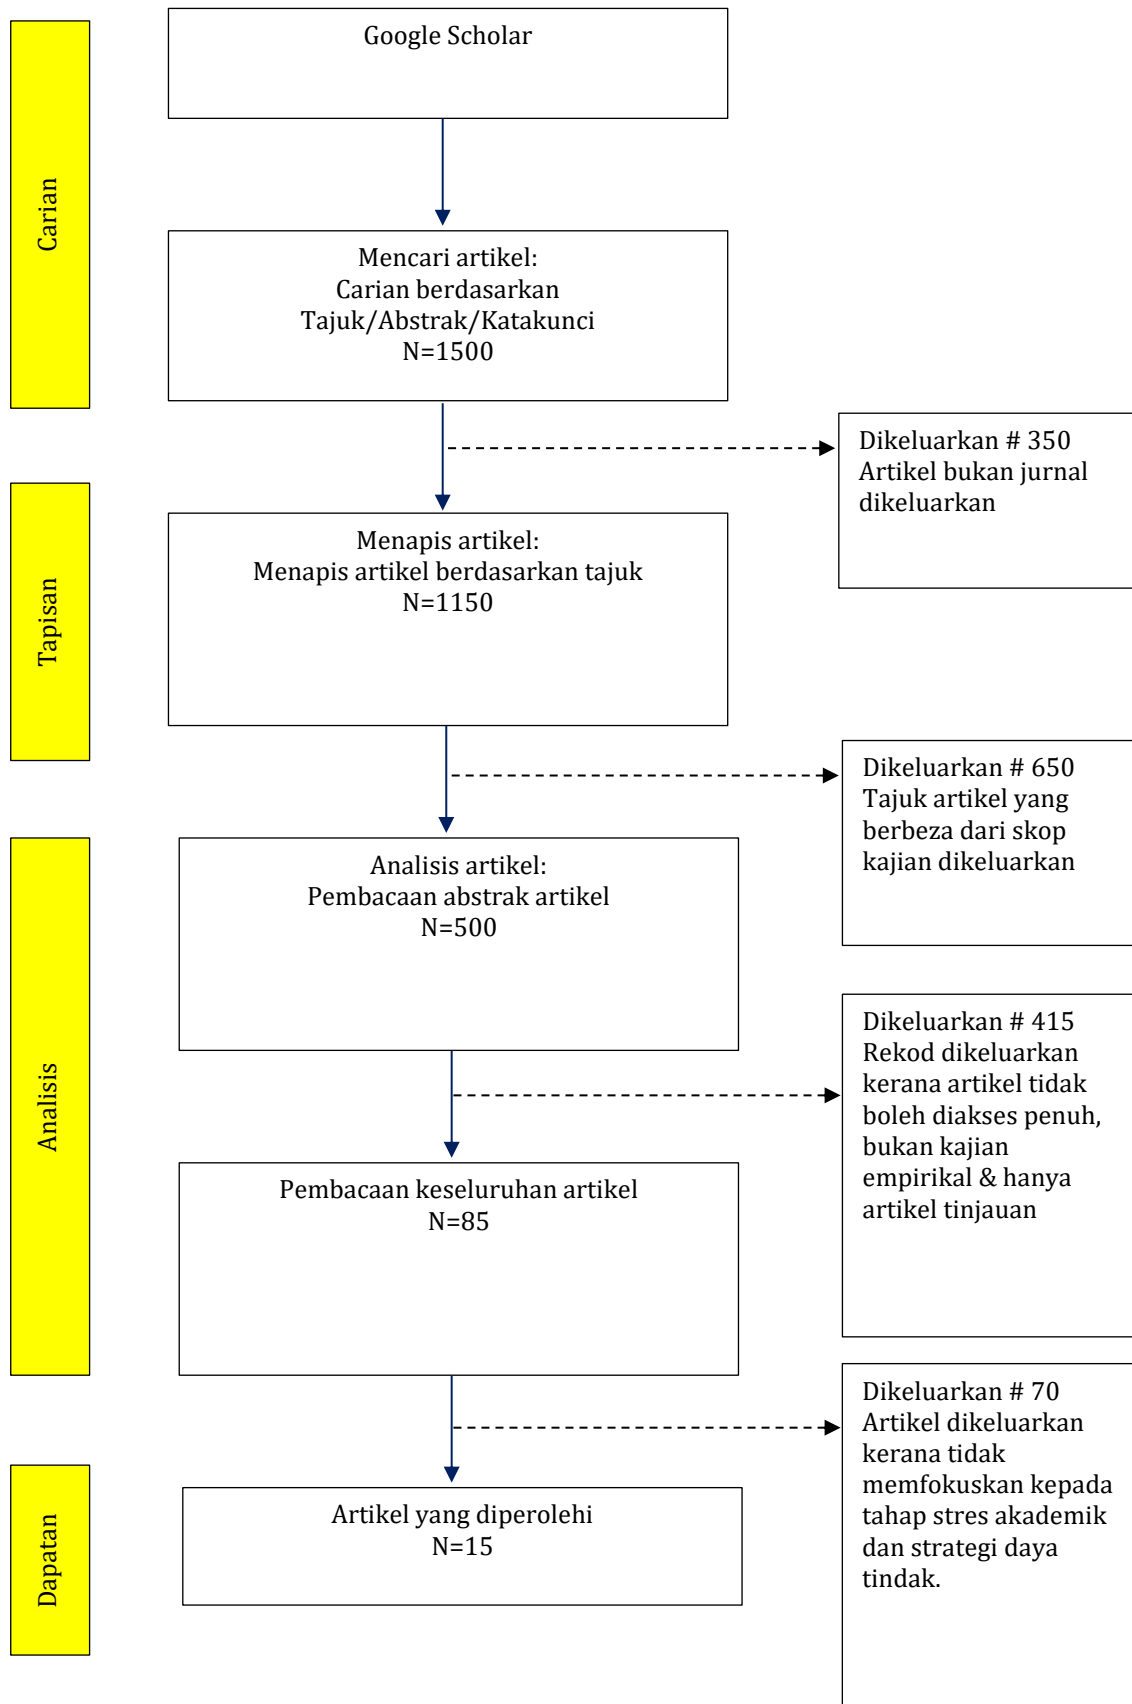 Carian
Google Scholar
Mencari artikel:
Carian berdasarkan
Tajuk/Abstrak/Katakunci
N=1500
Dikeluarkan # 350
Artikel bukan jurnal
dikeluarkan
Tapisan
Menapis artikel:
Menapis artikel berdasarkan tajuk
N=1150
Dikeluarkan # 650
Tajuk artikel yang
berbeza dari skop
kajian dikeluarkan
Analisis
Analisis artikel:
Pembacaan abstrak artikel
N=500
Dikeluarkan # 415
Rekod dikeluarkan
kerana artikel tidak
boleh diakses penuh,
bukan kajian
empirikal & hanya
artikel tinjauan
Pembacaan keseluruhan artikel
N=85
Dikeluarkan # 70
Artikel dikeluarkan
kerana tidak
memfokuskan kepada
tahap stres akademik
dan strategi daya
tindak.
Dapatan
Artikel yang diperolehi
N=15